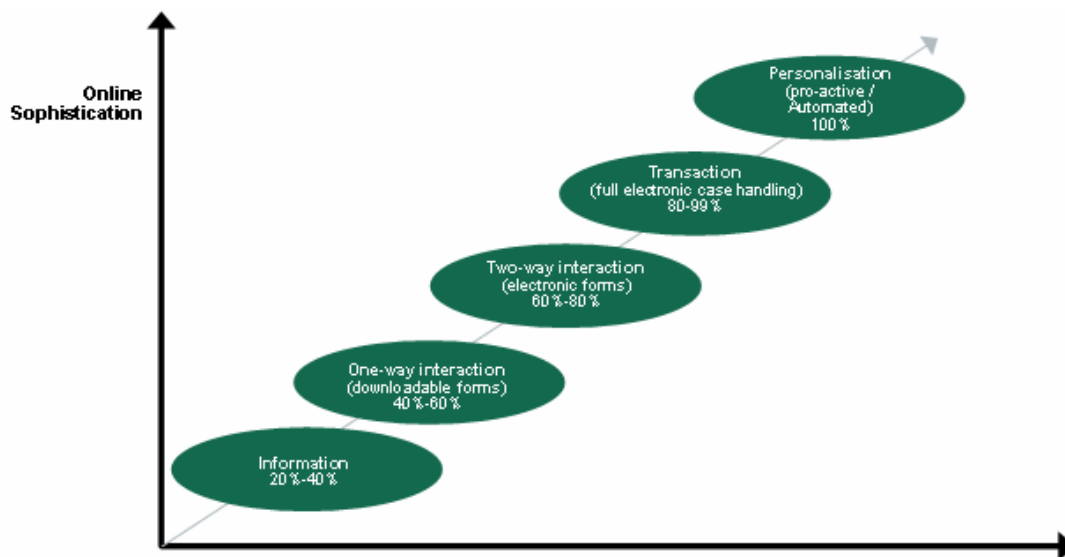 Online
Sophistication
Personalisation
(pro-active /
Automated)
100%
Transaction
(full electronic case handling)
80-99%
Two-way interaction
(electronic forms)
60%-80%
One-way interaction
(downloadable forms)
40%-60%
Information
20%-40%